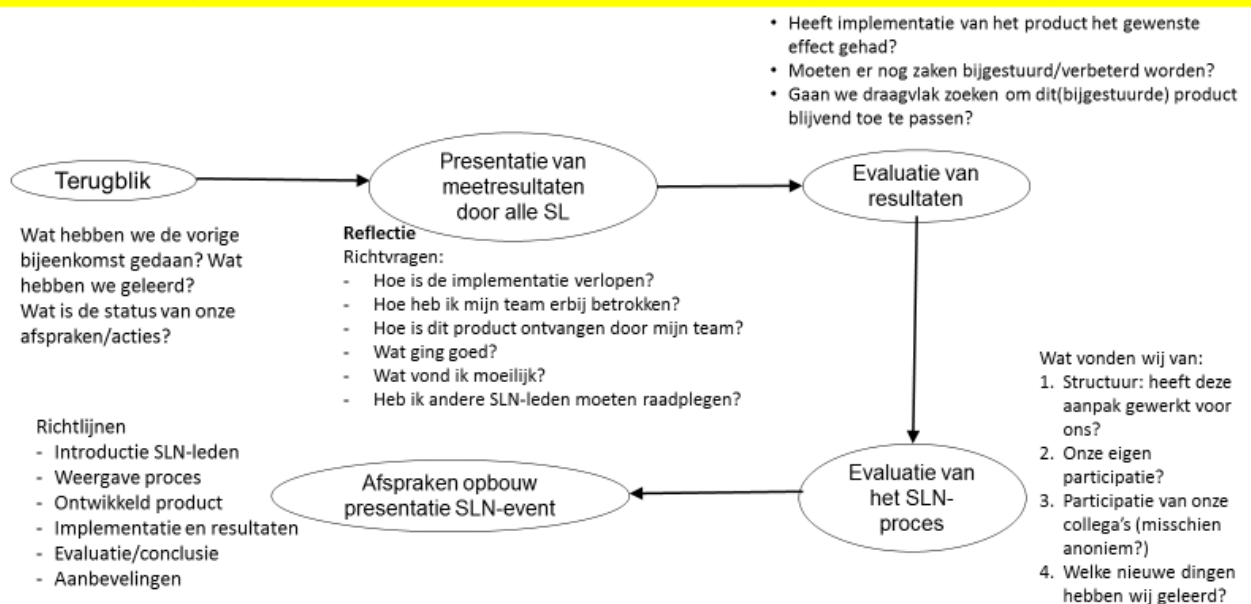 • Heeft implementatie van het product het gewenste
effect gehad?
• Moeten er nog zaken bijgestuurd/verbeterd worden?
• Gaan we draagvlak zoeken om dit(bijgestuurde) product
blijvend toe te passen?
Terugblik
Presentatie van
meetresultaten
door alle SL
Evaluatie van
resultaten
Wat hebben we de vorige
bijeenkomst gedaan? Wat
hebben we geleerd?
Wat is de status van onze
afspraken/acties?
Reflectie
Richtvragen:
- Hoe is de implementatie verlopen?
- Hoe heb ik mijn team erbij betrokken?
- Hoe is dit product ontvangen door mijn team?
- Wat ging goed?
- Wat vond ik moeilijk?
- Heb ik andere SLN-leden moeten raadplegen?
Wat vonden wij van:
1. Structuur: heeft deze
aanpak gewerkt voor
ons?
2. Onze eigen
participatie?
3. Participatie van onze
collega's (misschien
anoniem?)
4. Welke nieuwe dingen
hebben wij geleerd?
Evaluatie van
het SLN-
proces
Afspraken opbouw
presentatie SLN-event
Richtlijnen
- Introductie SLN-leden
- Weergave proces
- Ontwikkeld product
- Implementatie en resultaten
- Evaluatie/conclusie
- Aanbevelingen